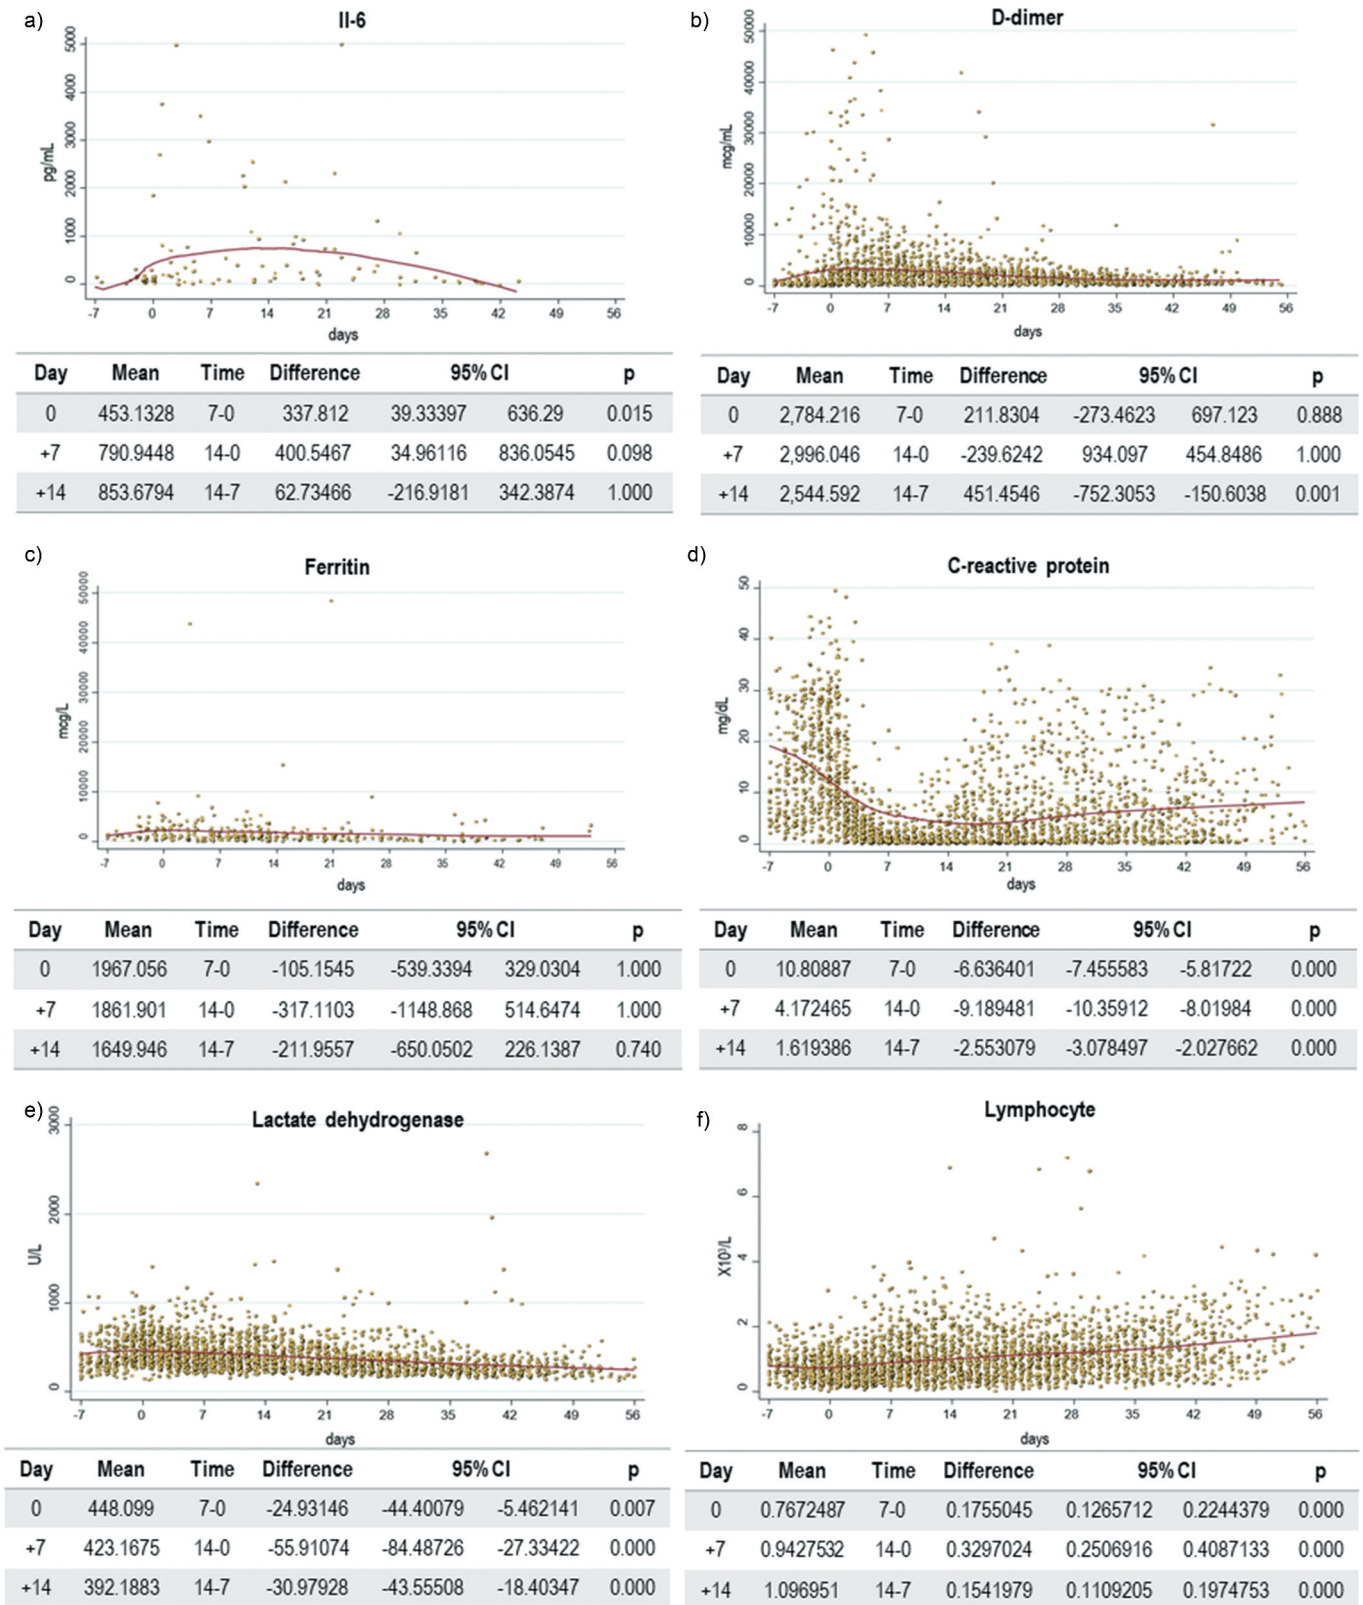 a)
Il-6
5000
4000
3000
2000
1000
0
pg/mL
-7 0 7 14 21 28 35 42 49 56
days
Day Mean Time Difference 95% CI p
0 453.1328 7-0 337.812 39.33397 636.29 0.015
+7 790.9448 14-0 400.5467 34.96116 836.0545 0.098
+14 853.6794 14-7 62.73466 -216.9181 342.3874 1.000
b)
D-dimer
50000
40000
30000
20000
10000
0
mcg/mL
-7 0 7 14 21 28 35 42 49 56
days
Day Mean Time Difference 95% CI p
0 2,784.216 7-0 211.8304 -273.4623 697.123 0.888
+7 2,996.046 14-0 -239.6242 934.097 454.8486 1.000
+14 2,544.592 14-7 451.4546 -752.3053 -150.6038 0.001
c)
Ferritin
50000
40000
30000
20000
10000
0
mcg/L
-7 0 7 14 21 28 35 42 49 56
days
Day Mean Time Difference 95% CI p
0 1967.056 7-0 -105.1545 -539.3394 329.0304 1.000
+7 1861.901 14-0 -317.1103 -1148.868 514.6474 1.000
+14 1649.946 14-7 -211.9557 -650.0502 226.1387 0.740
d)
C-reactive protein
50
40
30
20
10
0
mg/dL
-7 0 7 14 21 28 35 42 49 56
days
Day Mean Time Difference 95% CI p
0 10.80887 7-0 -6.636401 -7.455583 -5.81722 0.000
+7 4.172465 14-0 -9.189481 -10.35912 -8.01984 0.000
+14 1.619386 14-7 -2.553079 -3.078497 -2.027662 0.000
e)
Lactate dehydrogenase
3000
2000
1000
0
U/L
-7 0 7 14 21 28 35 42 49 56
days
Day Mean Time Difference 95% CI p
0 448.099 7-0 -24.93146 -44.40079 -5.462141 0.007
+7 423.1675 14-0 -55.91074 -84.48726 -27.33422 0.000
+14 392.1883 14-7 -30.97928 -43.55508 -18.40347 0.000
f)
Lymphocyte
8
6
4
2
0
X10³/L
-7 0 7 14 21 28 35 42 49 56
days
Day Mean Time Difference 95% CI p
0 0.7672487 7-0 0.1755045 0.1265712 0.2244379 0.000
+7 0.9427532 14-0 0.3297024 0.2506916 0.4087133 0.000
+14 1.096951 14-7 0.1541979 0.1109205 0.1974753 0.000